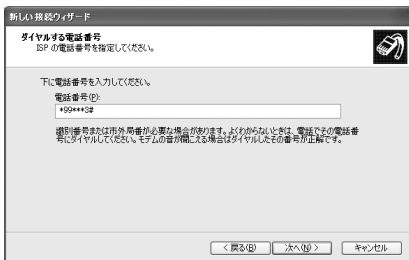 新しい接続ウィザード
ダイヤルする電話番号
ISP の電話番号を指定してください。
下に電話番号を入力してください。
電話番号(P):
*99***3#
識別番号または市外局番が必要な場合があります。よくわからないときは、電話でその電話番
号にダイヤルしてください。モデムの音が聞こえる場合はダイヤルしたその番号が正解です。
< 戻る(B) 次へ(N) > キャンセル